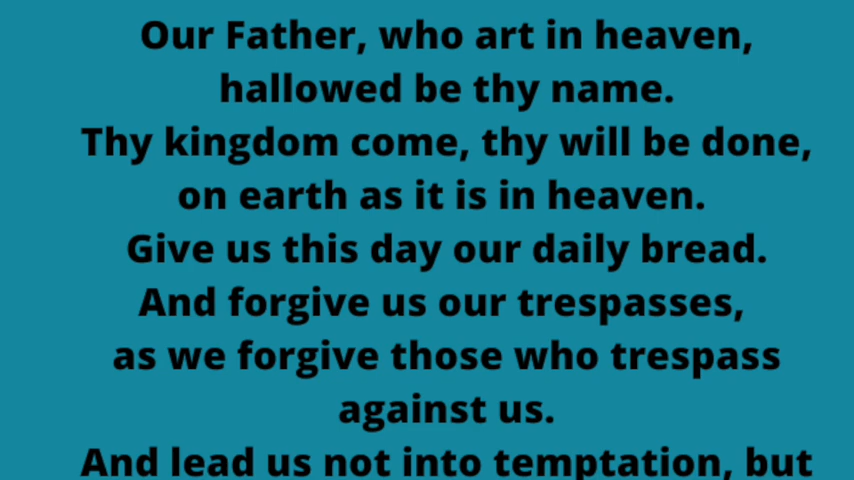 Our Father, who art in heaven,
hallowed be thy name.
Thy kingdom come, thy will be done,
on earth as it is in heaven.
Give us this day our daily bread.
And forgive us our trespasses,
as we forgive those who trespass
against us.
And lead us not into temptation, but